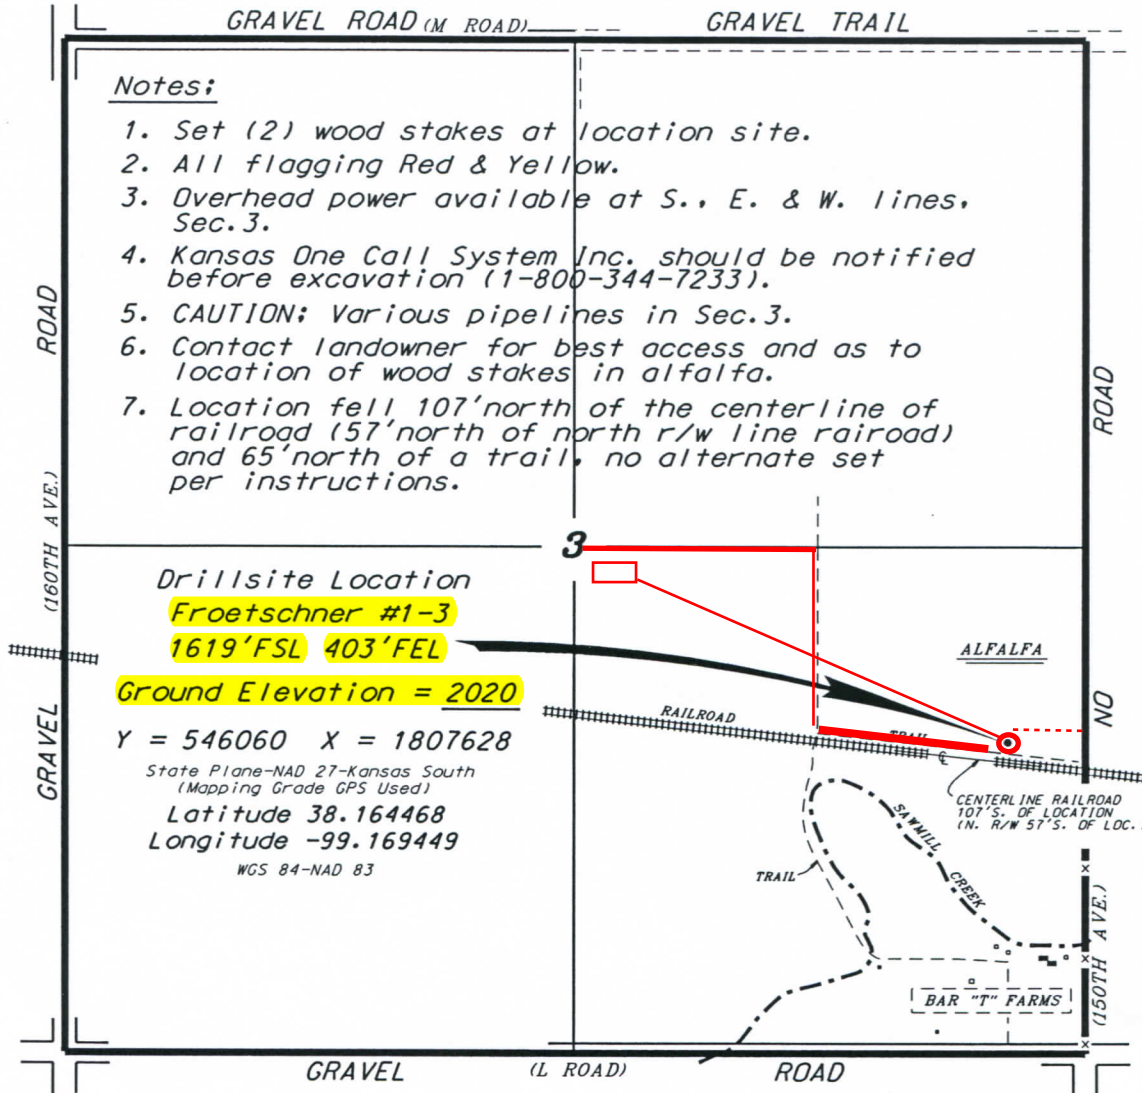 GRAVEL ROAD (M ROAD) GRAVEL TRAIL
Notes:
1. Set (2) wood stakes at location site.
2. All flagging Red & Yellow.
3. Overhead power available at S., E. & W. lines,
Sec.3.
4. Kansas One Call System Inc. should be notified
before excavation (1-800-344-7233).
5. CAUTION: Various pipelines in Sec.3.
6. Contact landowner for best access and as to
location of wood stakes in alfalfa.
7. Location fell 107'north of the centerline of
railroad (57'north of north r/w line rairoad)
and 65'north of a trail, no alternate set
per instructions.
GRAVEL (160TH AVE.) ROAD
3
Drillsite Location
Froetschner #1-3
1619'FSL 403'FEL
Ground Elevation = 2020
Y = 546060 X = 1807628
State Plane-NAD 27-Kansas South
(Mapping Grade GPS Used)
Latitude 38.164468
Longitude -99.169449
WGS 84-NAD 83
ALFALFA
RAILROAD
TRAIL
CENTERLINE RAILROAD
107'S. OF LOCATION
(N. R/W 57'S. OF LOC.
SAWMILL
CREEK
TRAIL
BAR "T" FARMS
NO ROAD
(150TH AVE.)
GRAVEL (L ROAD) ROAD